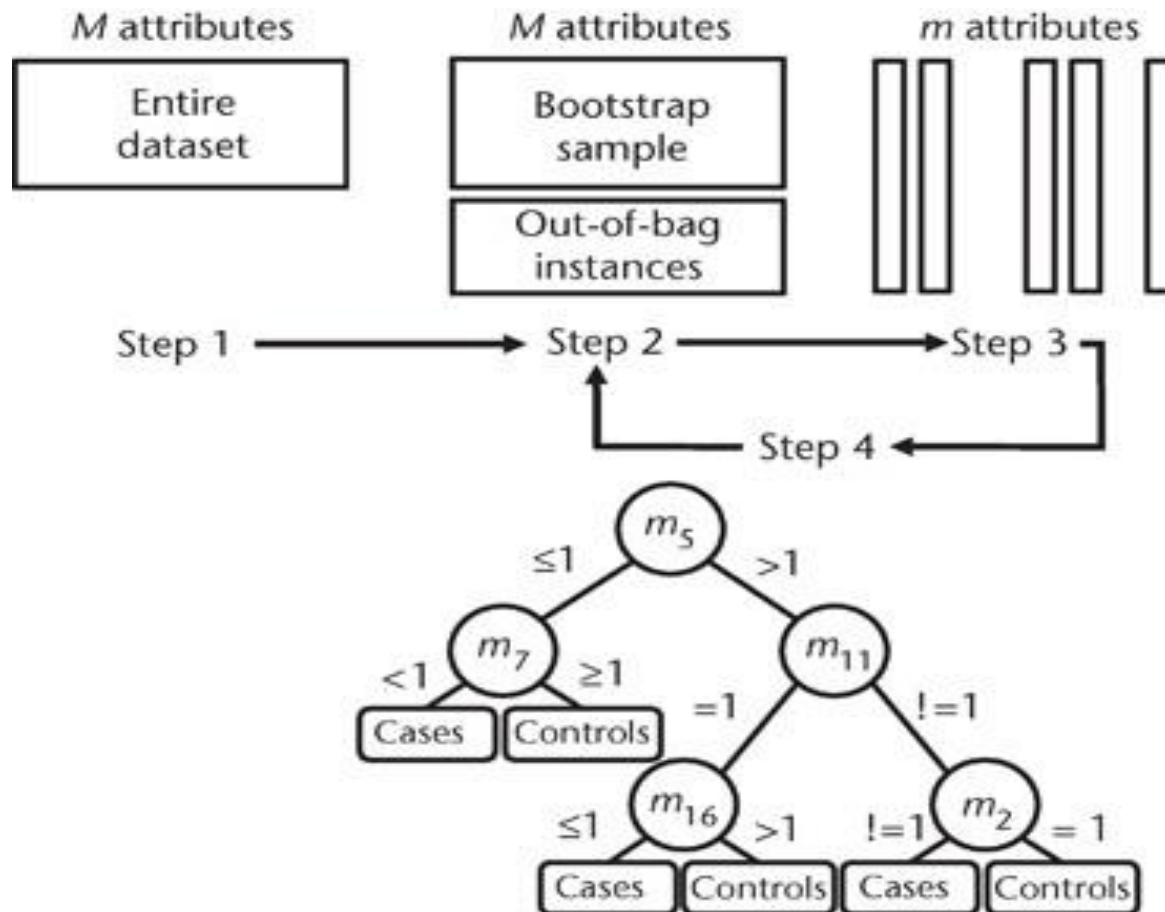 M attributes
M attributes
m attributes
Entire
dataset
Bootstrap
sample
Out-of-bag
instances
Step 1
Step 2
Step 3
Step 4
m5
≤1
>1
m7
m11
<1
≥1
=1
!=1
Cases
Controls
m16
m2
≤1
>1
!=1
= 1
Cases
Controls
Cases
Controls